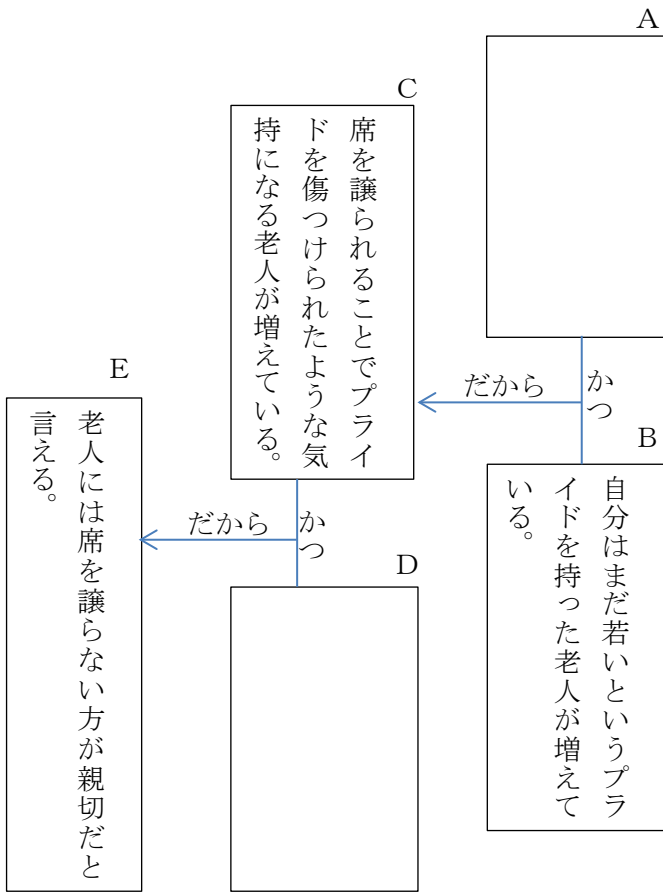 A
かつ
B
自分はまだ若いというプラ
イドを持った老人が増えて
いる。
だから
C
席を譲られることでプライ
ドを傷つけられたような気
持になる老人が増えている。
かつ
D
だから
E
老人には席を譲らない方が親切だと
言える。